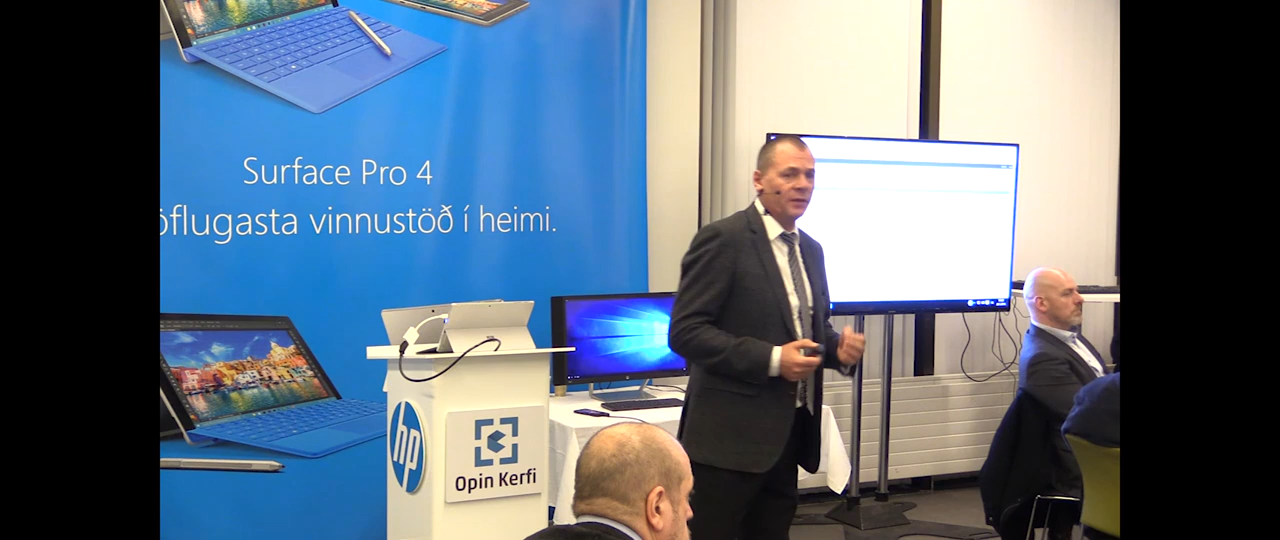 Surface Pro 4
öflugasta vinnustöð í heimi.
hp
Opin Kerfi